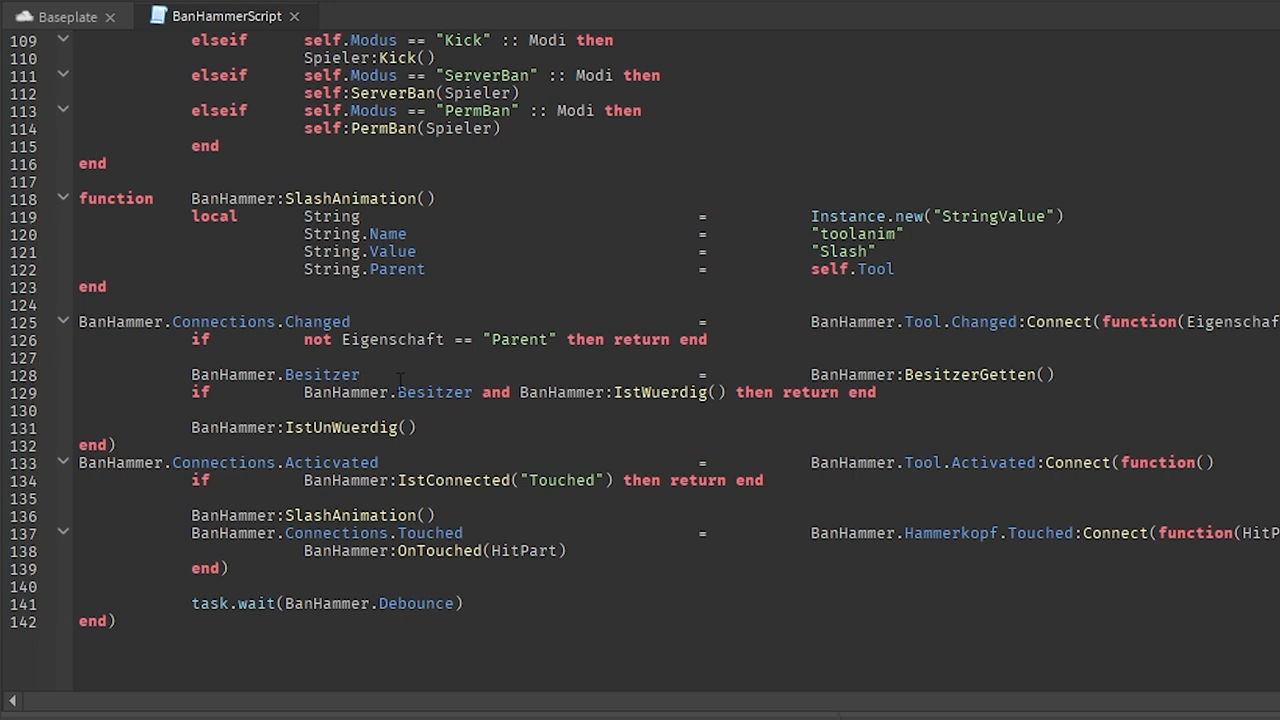 Baseplate BanHammerScript
109 elseif self.Modus == "Kick" :: Modi then
110 Spieler:Kick()
111 elseif self.Modus == "ServerBan" :: Modi then
112 self:ServerBan(Spieler)
113 elseif self.Modus == "PermBan" :: Modi then
114 self:PermBan(Spieler)
115 end
116 end
117
118 function BanHammer:SlashAnimation()
119 local String = Instance.new("StringValue")
120 String.Name = "toolanim"
121 String.Value = "Slash"
122 String.Parent = self.Tool
123 end
124
125 BanHammer.Connections.Changed = BanHammer.Tool.Changed:Connect(function(Eigenschaf
126 if not Eigenschaft == "Parent" then return end
127
128 BanHammer.Besitzer = BanHammer:BesitzerGetten()
129 if BanHammer.Besitzer and BanHammer:IstWuerdig() then return end
130
131 BanHammer:IstUnWuerdig()
132 end)
133 BanHammer.Connections.Acticvated = BanHammer.Tool.Activated:Connect(function()
134 if BanHammer:IstConnected("Touched") then return end
135
136 BanHammer:SlashAnimation()
137 BanHammer.Connections.Touched = BanHammer.Hammerkopf.Touched:Connect(function(HitP
138 BanHammer:OnTouched(HitPart)
139 end)
140
141 task.wait(BanHammer.Debounce)
142 end)